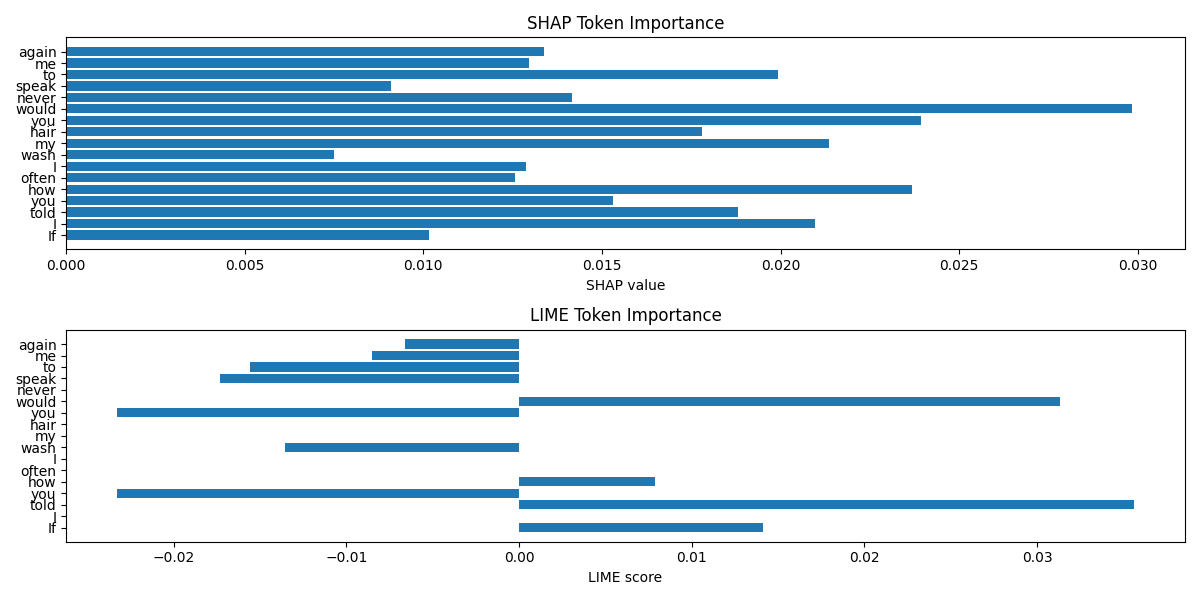 SHAP Token Importance
again
me
to
speak
never
would
you
hair
my
wash
I
often
how
you
told
I
If
0.000 0.005 0.010 0.015 0.020 0.025 0.030
SHAP value
LIME Token Importance
again
me
to
speak
never
would
you
hair
my
wash
I
often
how
you
told
I
If
−0.02 −0.01 0.00 0.01 0.02 0.03
LIME score